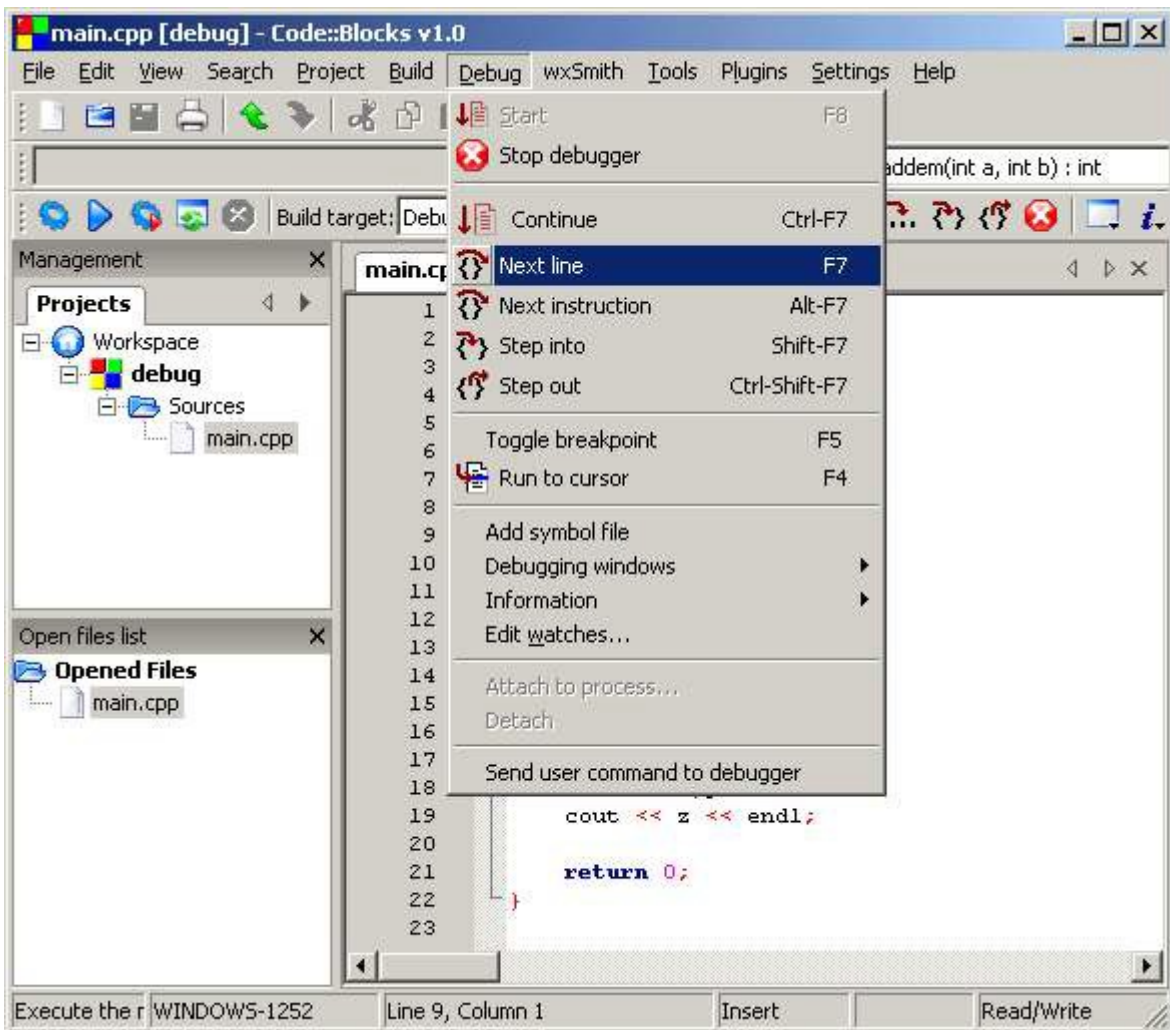 main.cpp [debug] - Code::Blocks v1.0
File Edit View Search Project Build Debug wxSmith Tools Plugins Settings Help
Start F8
Stop debugger
addem(int a, int b) : int
Build target: Debu
Continue Ctrl-F7
Management
main.cp
Next line F7
Projects
Next instruction Alt-F7
Workspace
Step into Shift-F7
debug
Step out Ctrl-Shift-F7
Sources
main.cpp
Toggle breakpoint F5
Run to cursor F4
Add symbol file
Debugging windows
Information
Edit watches...
Open files list
Opened Files
main.cpp
Attach to process...
Detach
Send user command to debugger
1
2
3
4
5
6
7
8
9
10
11
12
13
14
15
16
17
18
19 cout << z << endl;
20
21 return 0;
22 }
23
Execute the r WINDOWS-1252 Line 9, Column 1 Insert Read/Write